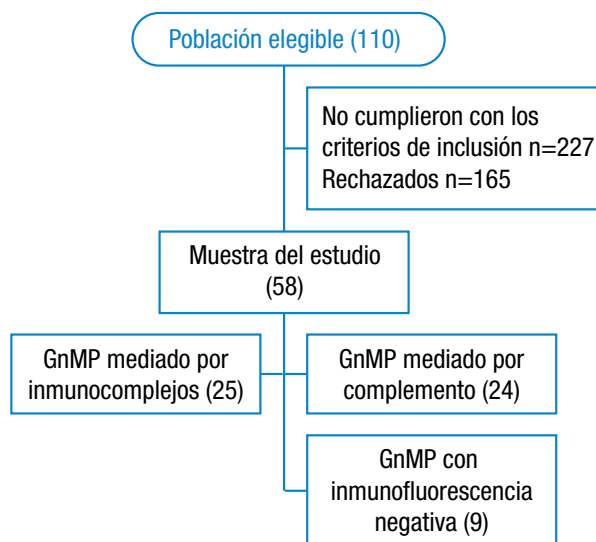 Población elegible (110)
No cumplieron con los
criterios de inclusión n=227
Rechazados n=165
Muestra del estudio
(58)
GnMP mediado por
inmunocomplejos (25)
GnMP mediado por
complemento (24)
GnMP con
inmunofluorescencia
negativa (9)